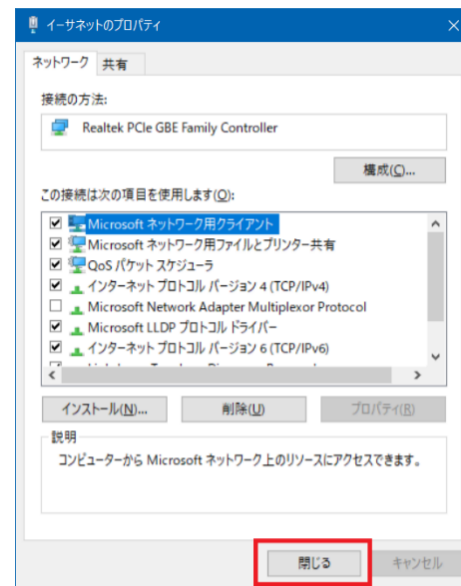 イーサネットのプロパティ
ネットワーク 共有
接続の方法:
Realtek PCIe GBE Family Controller
構成(C)...
この接続は次の項目を使用します(O):
Microsoft ネットワーク用クライアント
Microsoft ネットワーク用ファイルとプリンター共有
QoS パケット スケジューラ
インターネット プロトコル バージョン 4 (TCP/IPv4)
Microsoft Network Adapter Multiplexor Protocol
Microsoft LLDP プロトコル ドライバー
インターネット プロトコル バージョン 6 (TCP/IPv6)
インストール(N)... 削除(U) プロパティ(R)
説明
コンピューターから Microsoft ネットワーク上のリソースにアクセスできます。
閉じる キャンセル